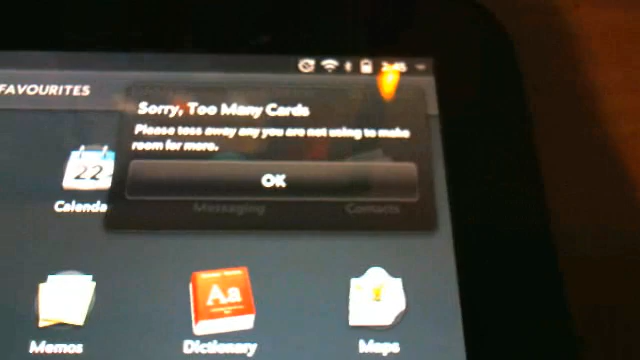 2:45
FAVOURITES
Sorry, Too Many Cards
Please toss away any you are not using to make
room for more.
OK
22
Calenda
Messaging
Contacts
Aa
Memos
Dictionary
Maps